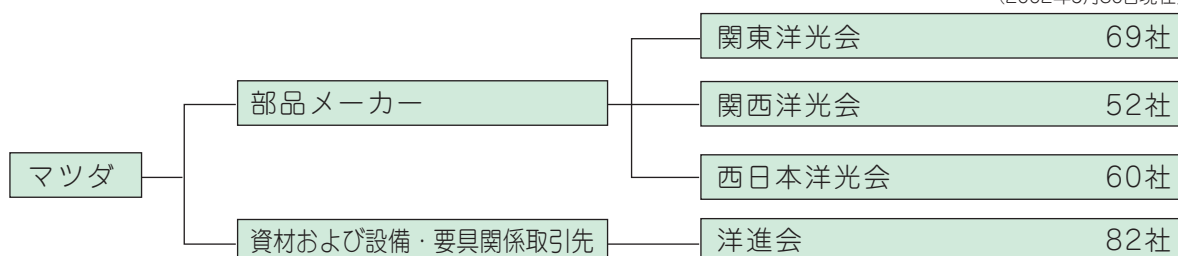 関東洋光会 69社
部品メーカー
関西洋光会 52社
マツダ
西日本洋光会 60社
資材および設備・要具関係取引先
洋進会 82社